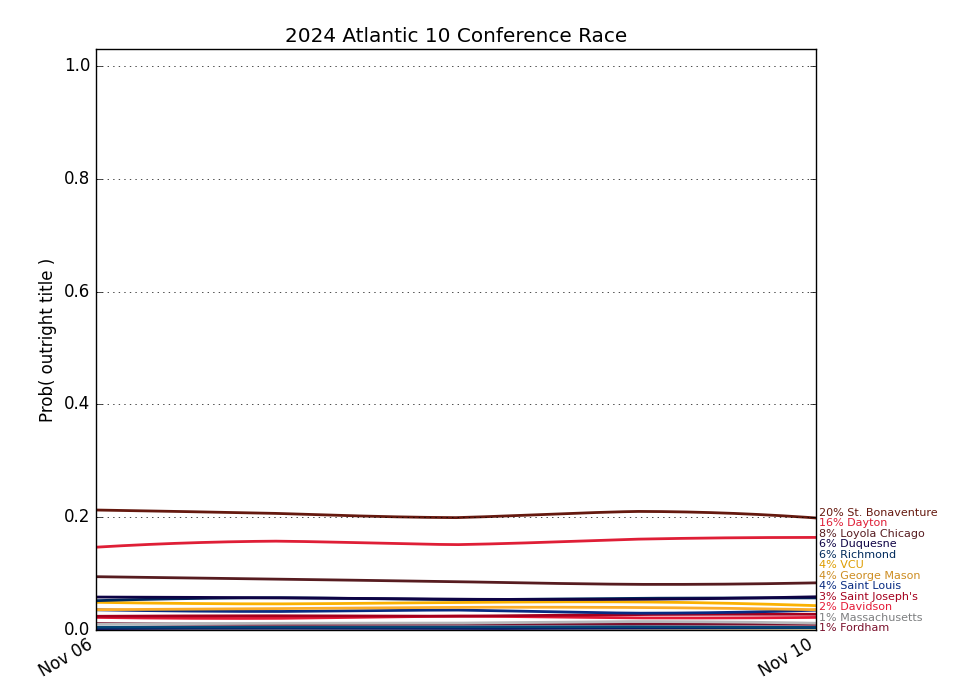 2024 Atlantic 10 Conference Race
Prob( outright title )
1.0
0.8
0.6
0.4
0.2
0.0
Nov 06
Nov 10
20% St. Bonaventure
16% Dayton
8% Loyola Chicago
6% Duquesne
6% Richmond
4% VCU
4% George Mason
4% Saint Louis
3% Saint Joseph's
2% Davidson
1% Massachusetts
1% Fordham